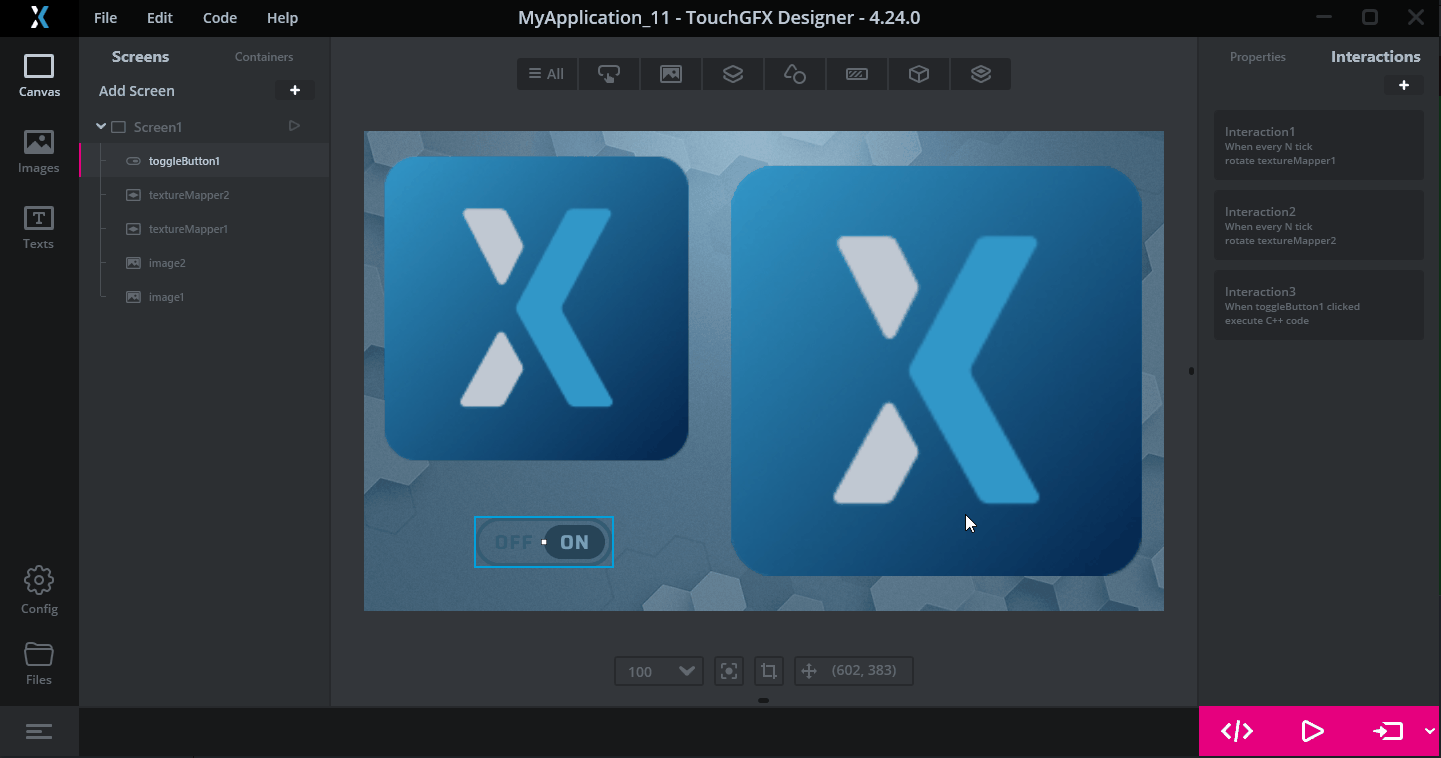 File Edit Code Help MyApplication_11 - TouchGFX Designer - 4.24.0
Canvas
Images
Texts
Config
Files
Screens Containers
Add Screen +
Screen1
toggleButton1
textureMapper2
textureMapper1
image2
image1
All
OFF ON
100 (602, 383)
Properties Interactions
+
Interaction1
When every N tick
rotate textureMapper1
Interaction2
When every N tick
rotate textureMapper2
Interaction3
When toggleButton1 clicked
execute C++ code